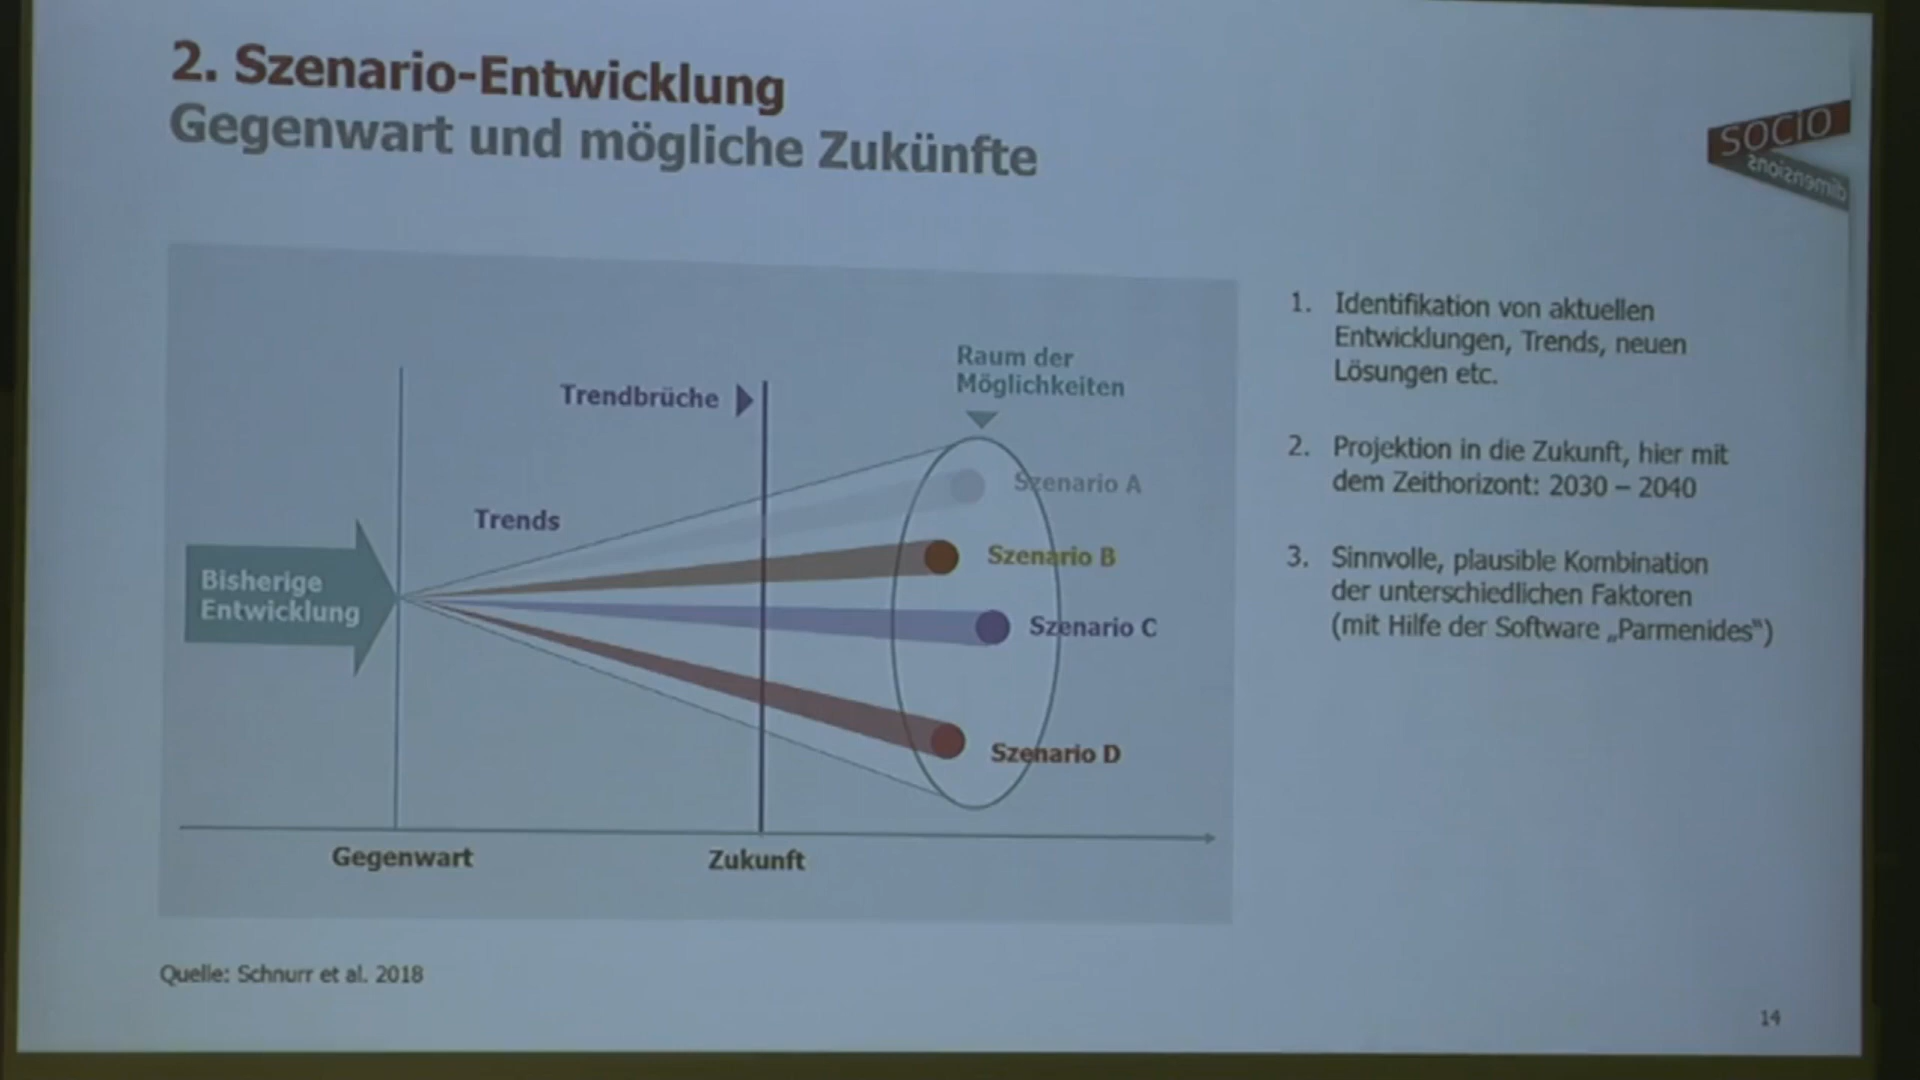 2. Szenario-Entwicklung
Gegenwart und mögliche Zukünfte
SOCIO
dimensions
Raum der
Möglichkeiten
Trendbrüche
Szenario A
Trends
Szenario B
Bisherige
Entwicklung
Szenario C
Szenario D
Gegenwart
Zukunft
1. Identifikation von aktuellen
Entwicklungen, Trends, neuen
Lösungen etc.
2. Projektion in die Zukunft, hier mit
dem Zeithorizont: 2030 – 2040
3. Sinnvolle, plausible Kombination
der unterschiedlichen Faktoren
(mit Hilfe der Software „Parmenides“)
Quelle: Schnurr et al. 2018
14